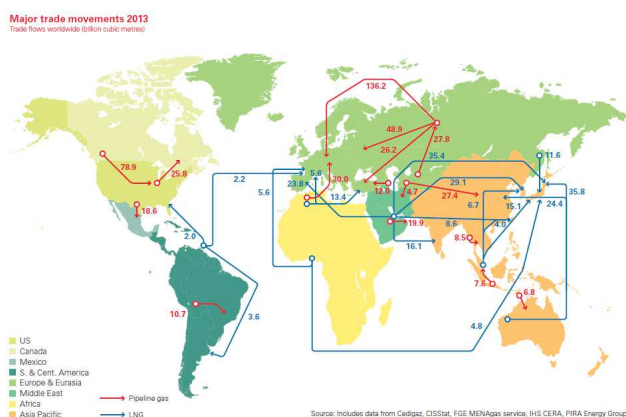 Major trade movements 2013
Trade flows worldwide (billion cubic metres)
136.2
48.9
27.8
26.2
35.4
11.6
78.9
25.8
2.2
5.6
5.6
23.8
30.0
13.4
12.9
4.7
29.1
27.4
6.7
15.1
35.8
24.4
18.6
2.0
19.9
8.6
4.0
16.1
8.5
7.6
6.8
10.7
3.6
4.8
US
Canada
Mexico
S. & Cent. America
Europe & Eurasia
Middle East
Africa
Asia Pacific
Pipeline gas
LNG
Source: Includes data from Cedigaz, CISStat, FGE MENAgas service, IHS CERA, PIRA Energy Group